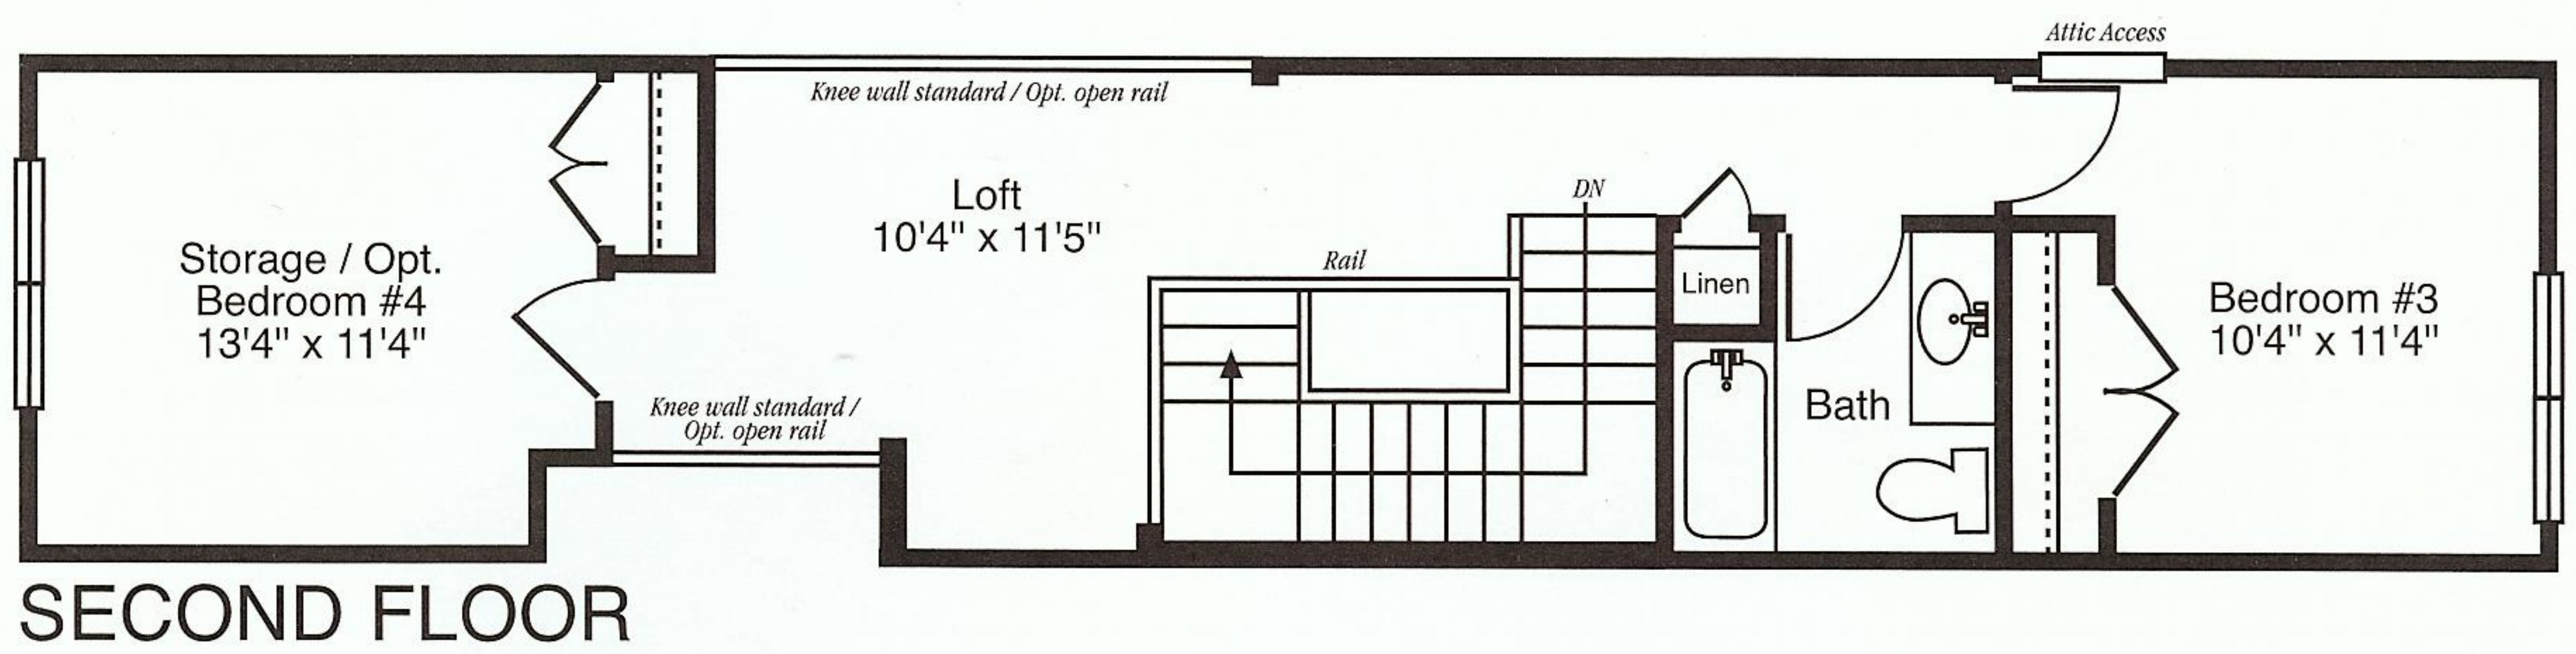 Attic Access
Knee wall standard / Opt. open rail
Loft
10'4" x 11'5"
DN
Storage / Opt.
Bedroom #4
13'4" x 11'4"
Rail
Linen
Bedroom #3
10'4" x 11'4"
Knee wall standard /
Opt. open rail
Bath
SECOND FLOOR